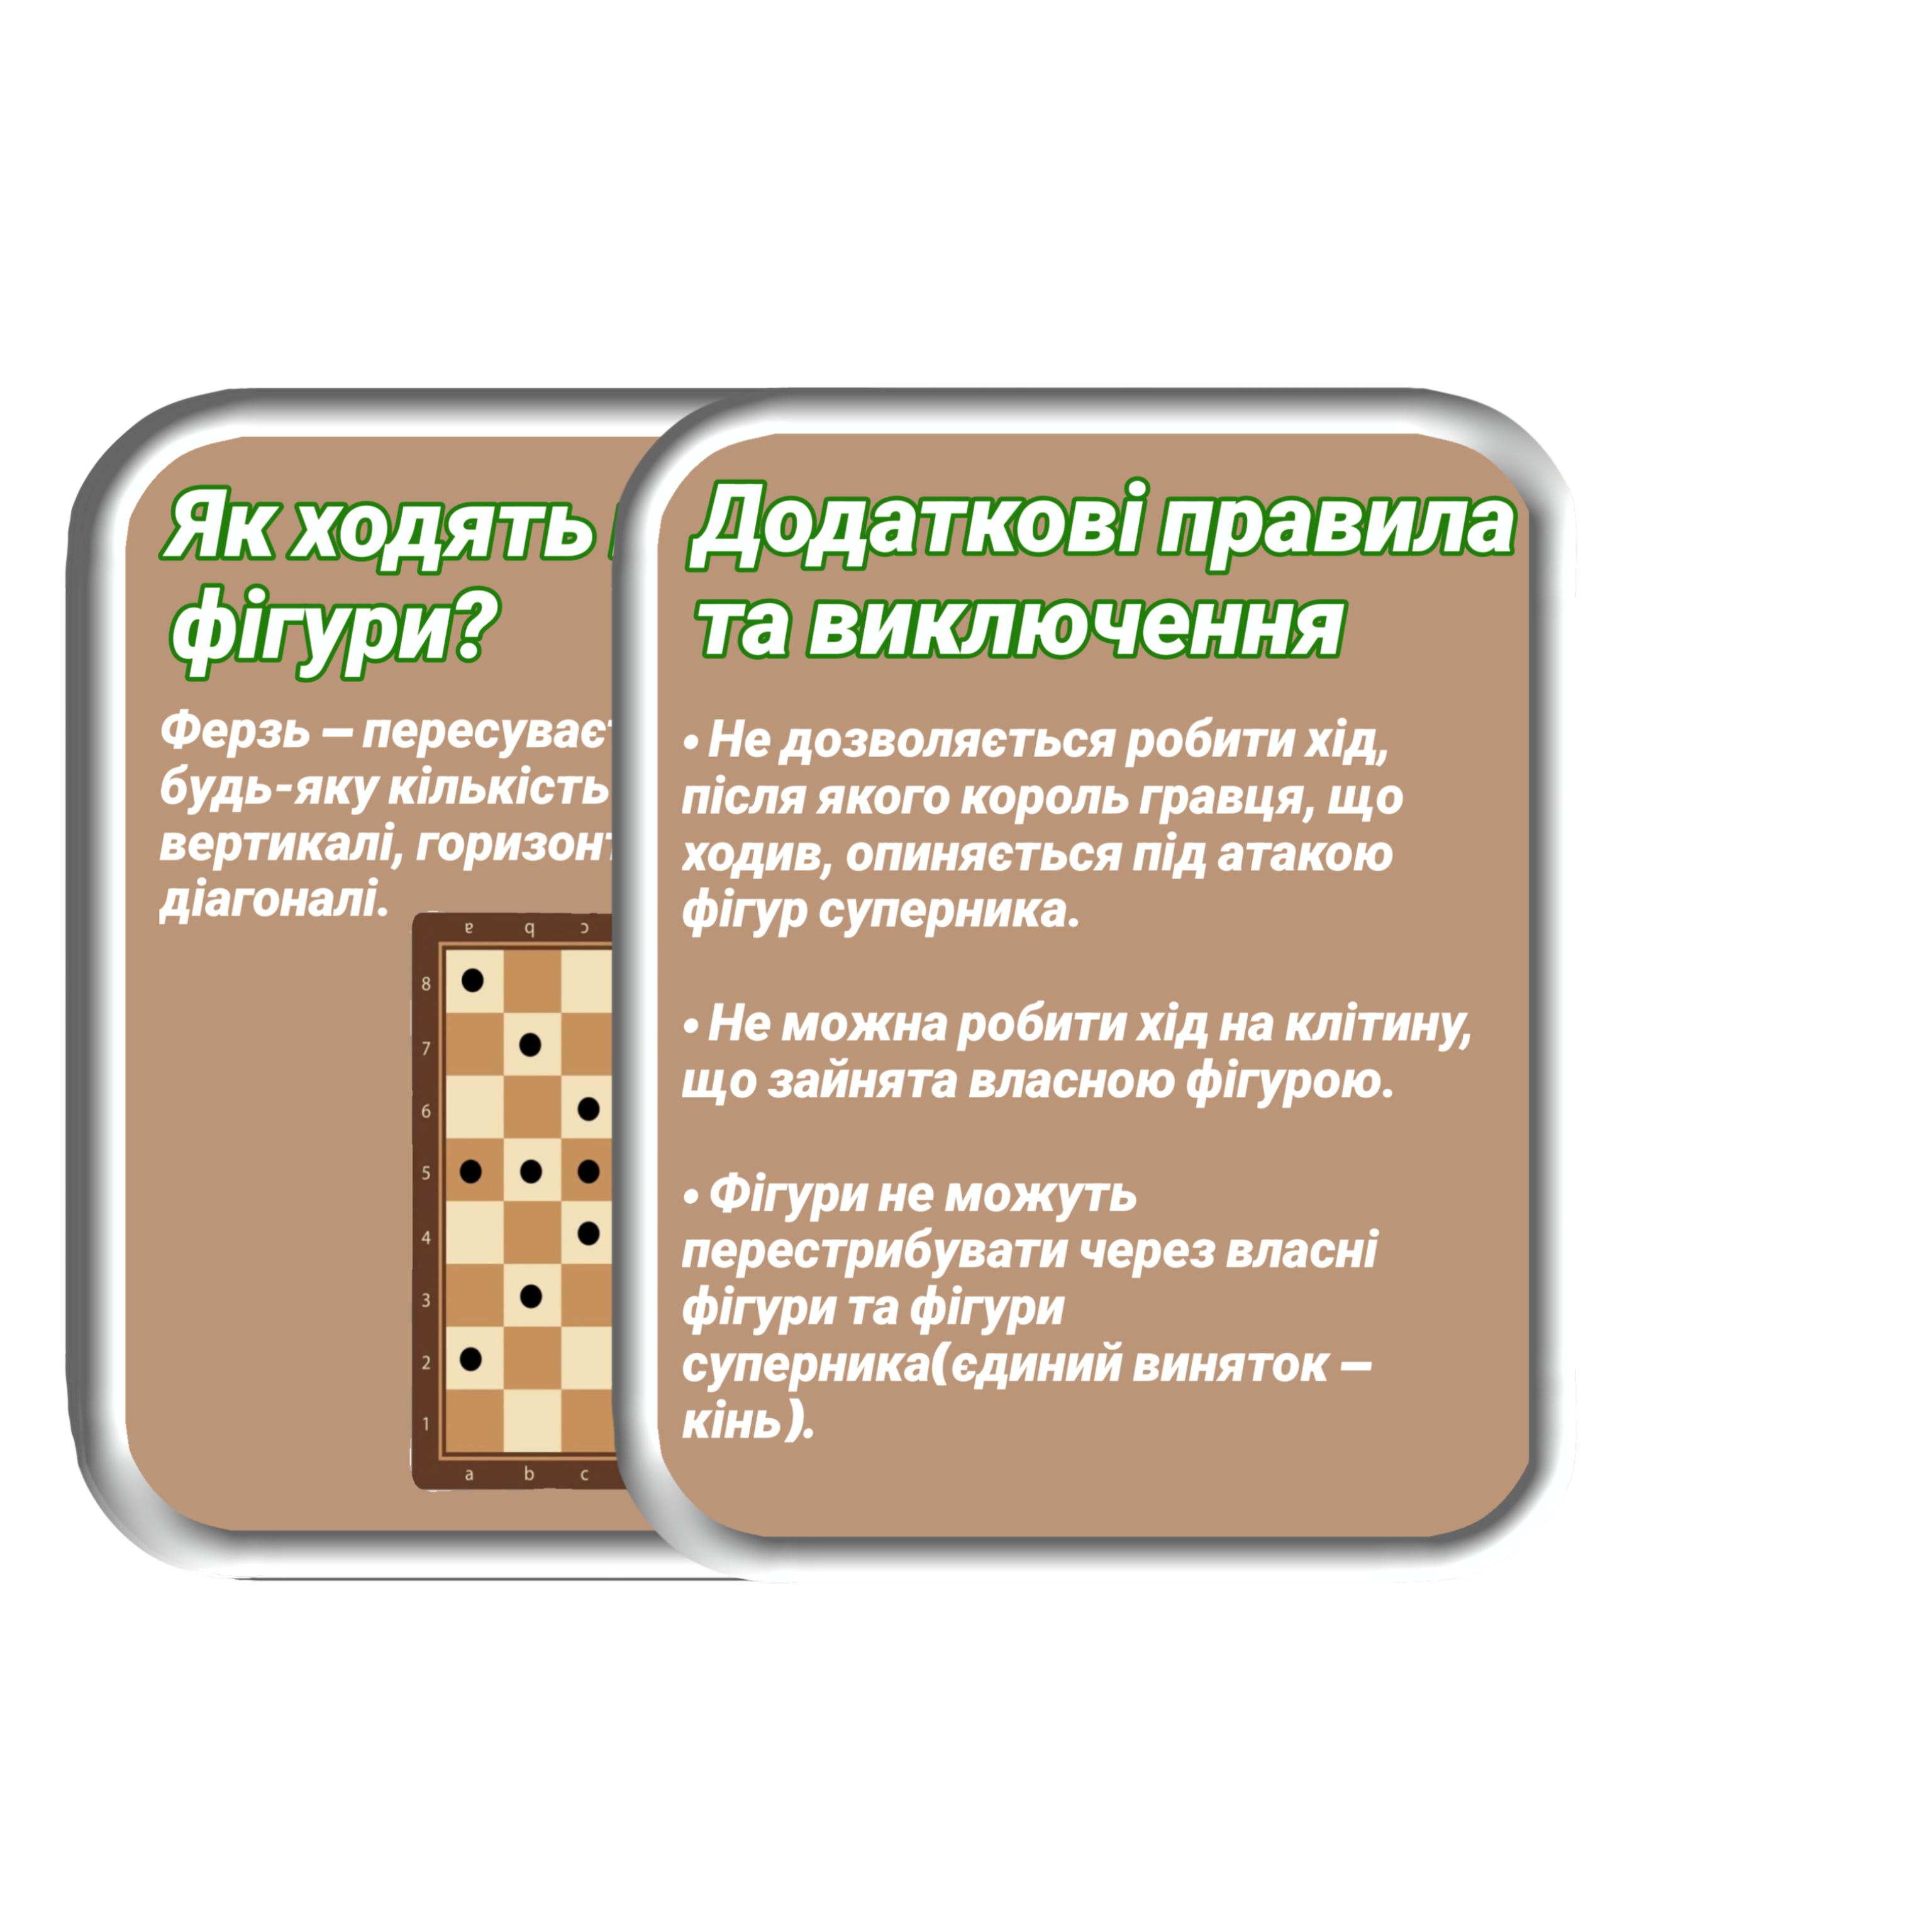 Як ходять
фігури?
Ферзь — пересуває
будь-яку кількість
вертикалі, горизон
діагоналі.
a b c
8
7
6
5
4
3
2
1
a b c
Додаткові правила
та виключення
• Не дозволяється робити хід,
після якого король гравця, що
ходив, опиняється під атакою
фігур суперника.
• Не можна робити хід на клітину,
що зайнята власною фігурою.
• Фігури не можуть
перестрибувати через власні
фігури та фігури
суперника(єдиний виняток —
кінь).